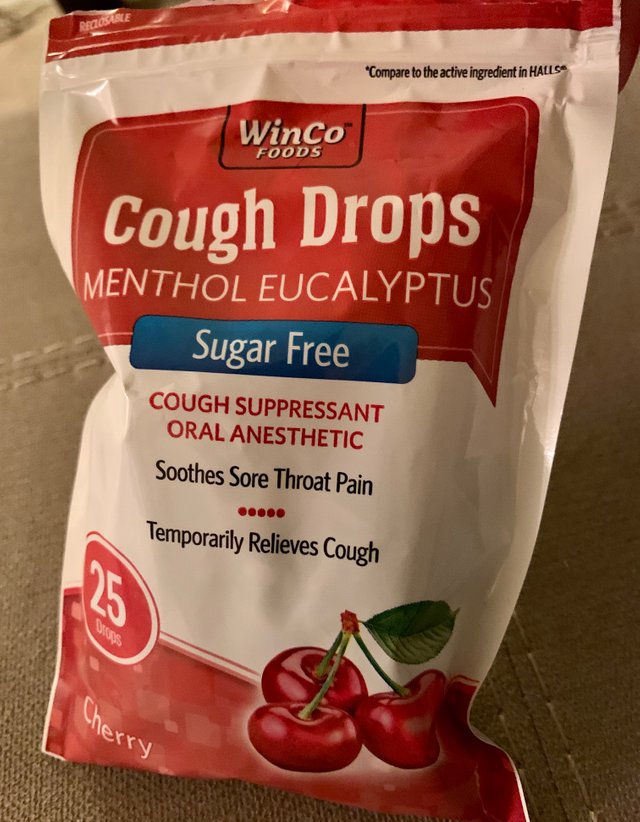 RECLOSABLE
*Compare to the active ingredient in HALLS®*
WinCo™
FOODS
Cough Drops
MENTHOL EUCALYPTUS
Sugar Free
COUGH SUPPRESSANT
ORAL ANESTHETIC
Soothes Sore Throat Pain
Temporarily Relieves Cough
25
Drops
Cherry